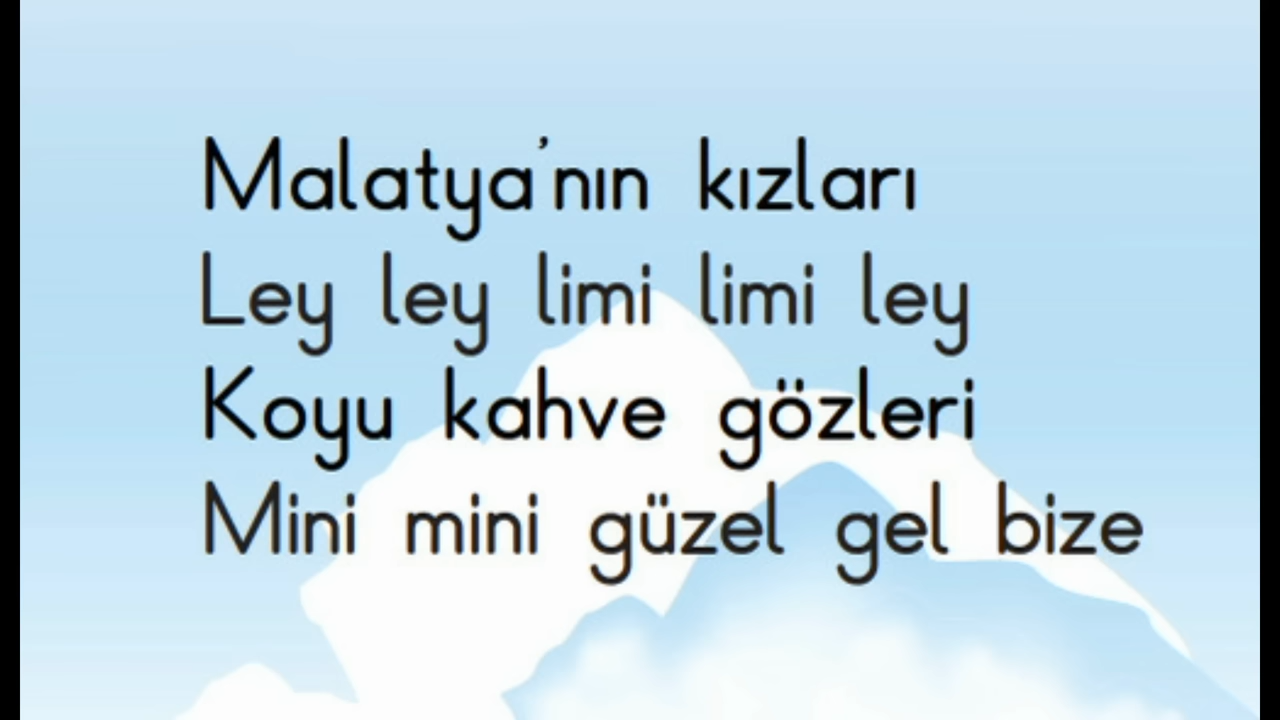 Malatya’nın kızları
Ley ley limi limi ley
Koyu kahve gözleri
Mini mini güzel gel bize